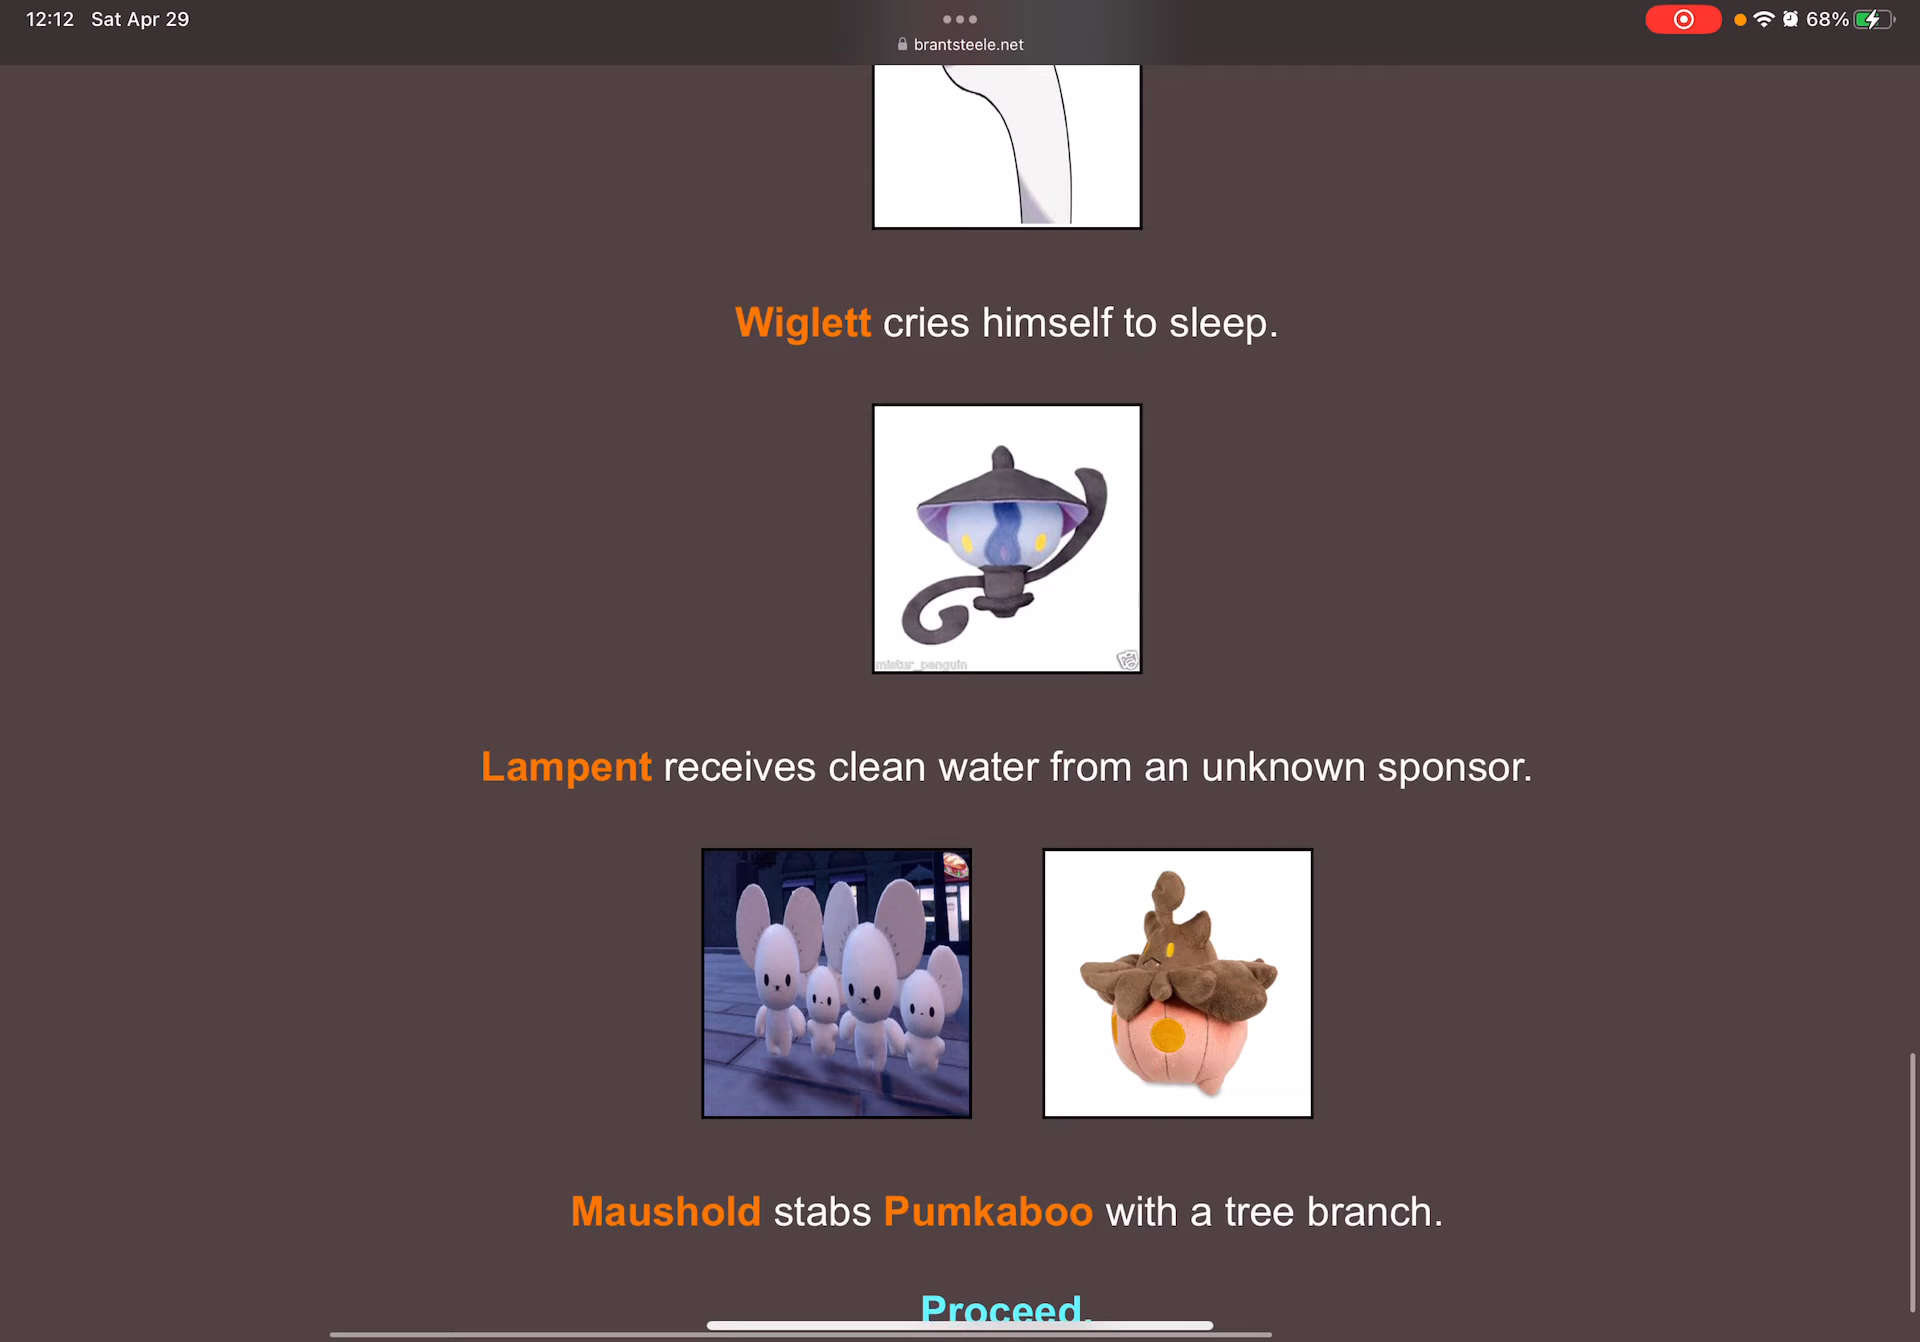 12:12 Sat Apr 29
68%
brantsteele.net
Wiglett cries himself to sleep.
mistur_penguin
Lampent receives clean water from an unknown sponsor.
Maushold stabs Pumkaboo with a tree branch.
Proceed.